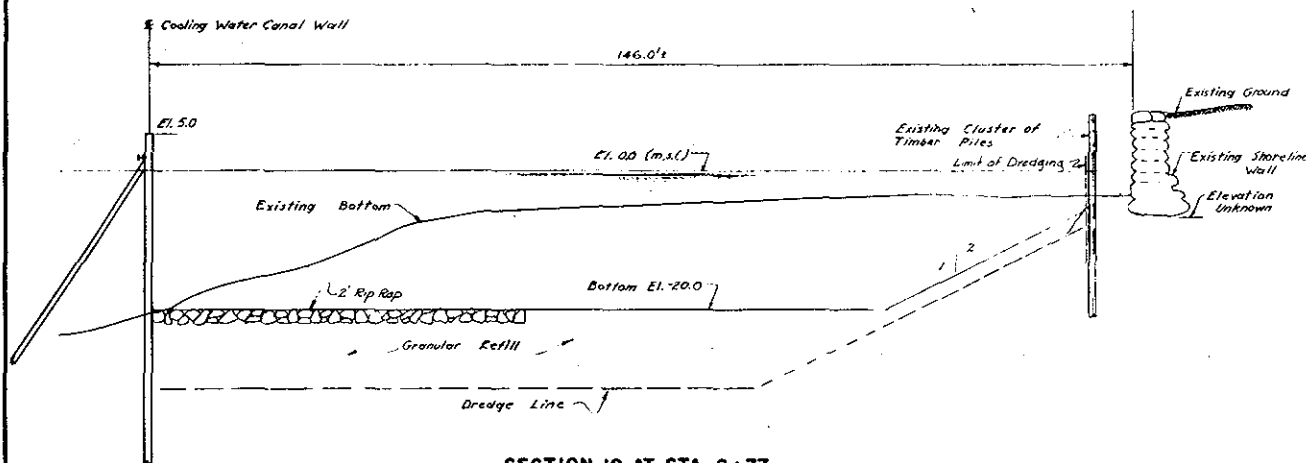 ℄ Cooling Water Canal Wall
146.0'±
Existing Ground
El. 5.0
Existing Cluster of
Timber Piles
El. 0.0 (m.s.l.)
Limit of Dredging
Existing Shoreline
Wall
Existing Bottom
Elevation
Unknown
2
1
2' Rip Rap
Bottom El. -20.0
Granular Refill
Dredge Line